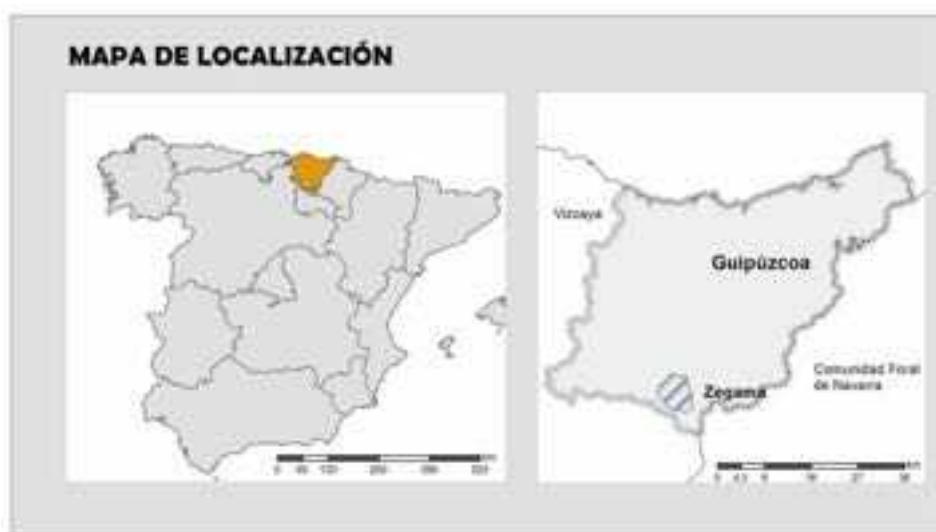 MAPA DE LOCALIZACIÓN
Vizcaya
Guipúzcoa
Zegama
Comunidad Foral
de Navarra